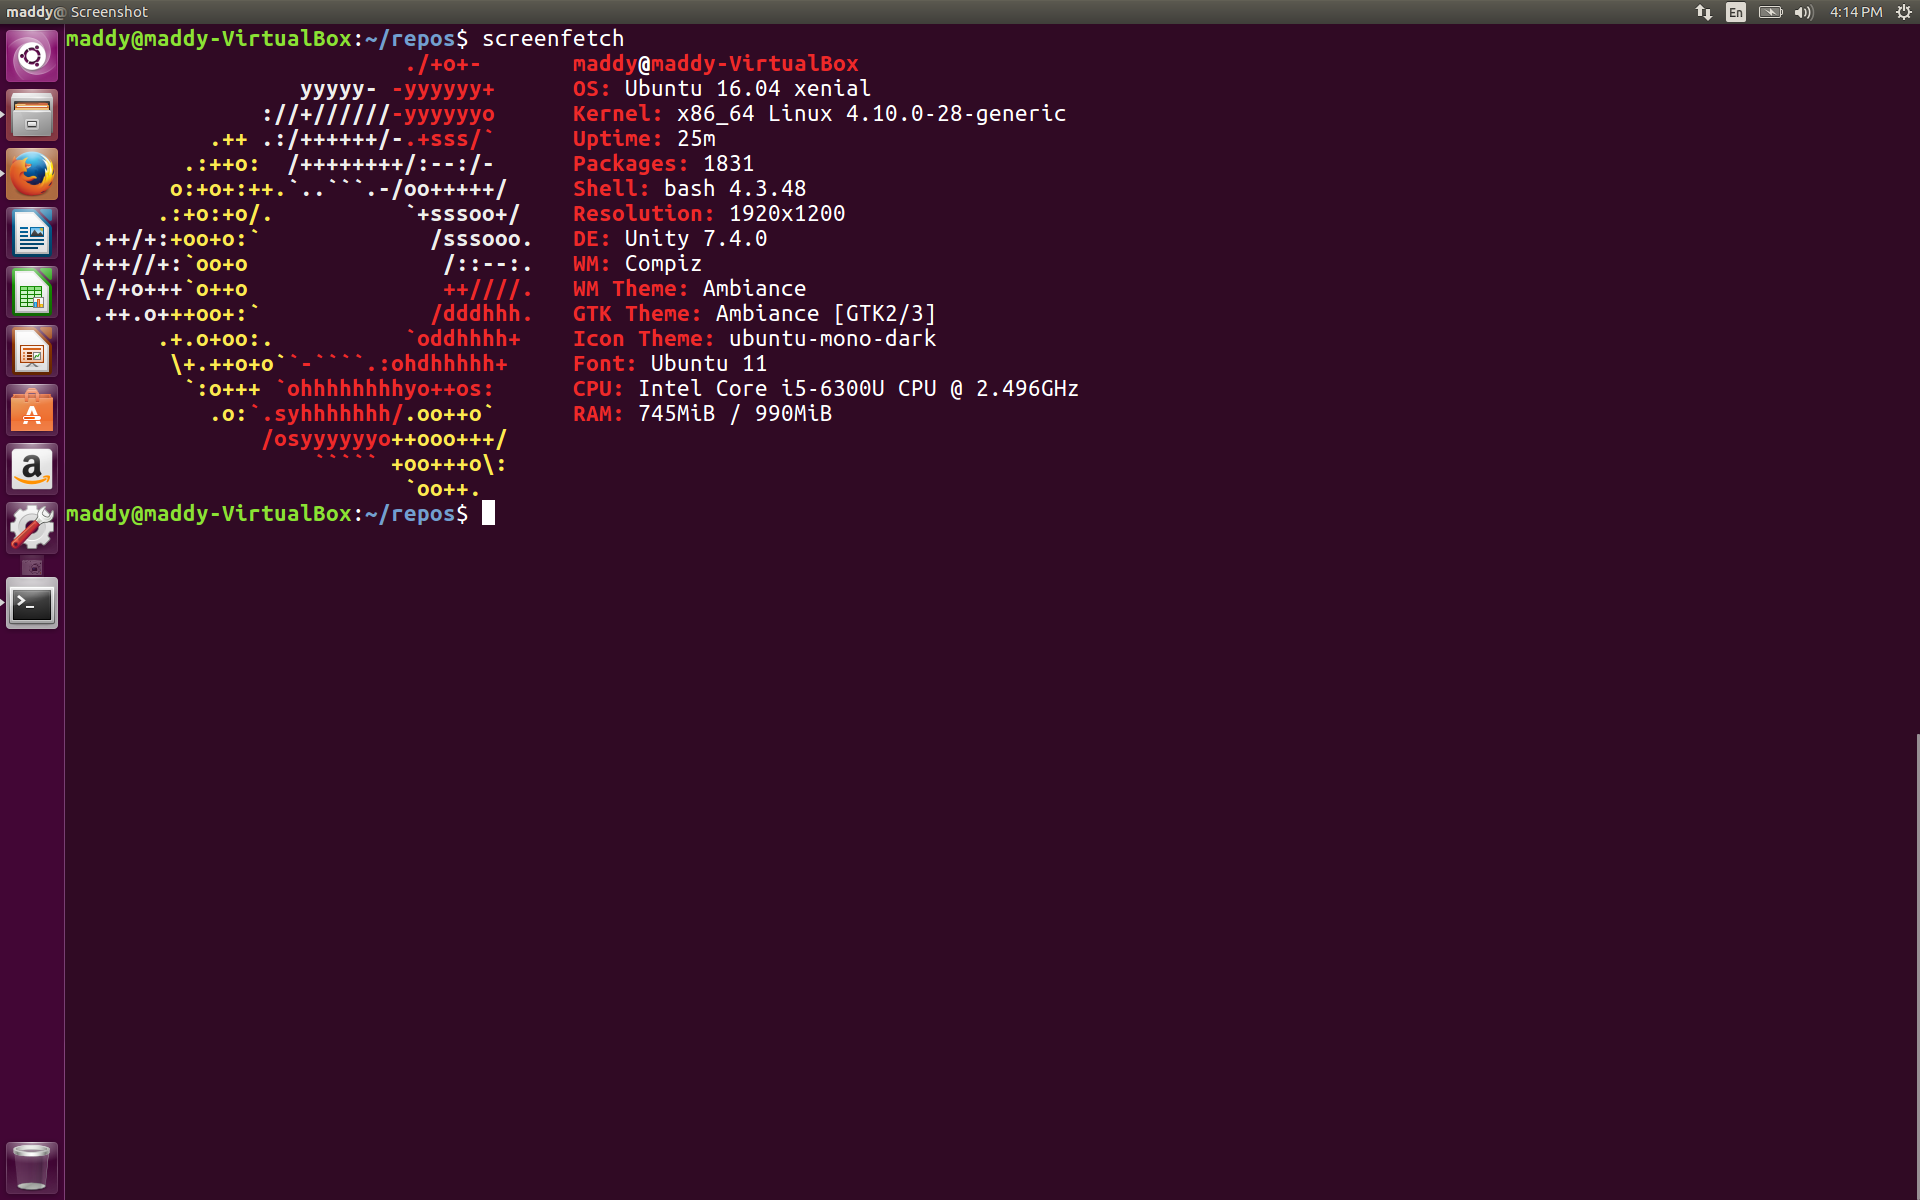 maddy@ Screenshot
En
4:14 PM
maddy@maddy-VirtualBox:~/repos$ screenfetch
                          ./+o+-       maddy@maddy-VirtualBox
                  yyyyy- -yyyyyy+      OS: Ubuntu 16.04 xenial
               ://+//////-yyyyyyo      Kernel: x86_64 Linux 4.10.0-28-generic
           .++ .:/++++++/-.+sss/`      Uptime: 25m
         .:++o:  /++++++++/:--:/-      Packages: 1831
        o:+o+:++.`..```.-/oo+++++/     Shell: bash 4.3.48
       .:+o:+o/.          `+sssoo+/    Resolution: 1920x1200
  .++/+:+oo+o:`             /sssooo.   DE: Unity 7.4.0
 /+++//+:`oo+o               /::--:.   WM: Compiz
 \+/+o+++`o++o               ++////.   WM Theme: Ambiance
  .++.o+++oo+:`             /dddhhh.   GTK Theme: Ambiance [GTK2/3]
       .+.o+oo:.          `oddhhhh+    Icon Theme: ubuntu-mono-dark
        \+.++o+o``-````.:ohdhhhhh+     Font: Ubuntu 11
         `:o+++ `ohhhhhhhhyo++os:      CPU: Intel Core i5-6300U CPU @ 2.496GHz
           .o:`.syhhhhhhh/.oo++o`      RAM: 745MiB / 990MiB
               /osyyyyyyo++ooo+++/
                   ````` +oo+++o\:
                          `oo++.
maddy@maddy-VirtualBox:~/repos$